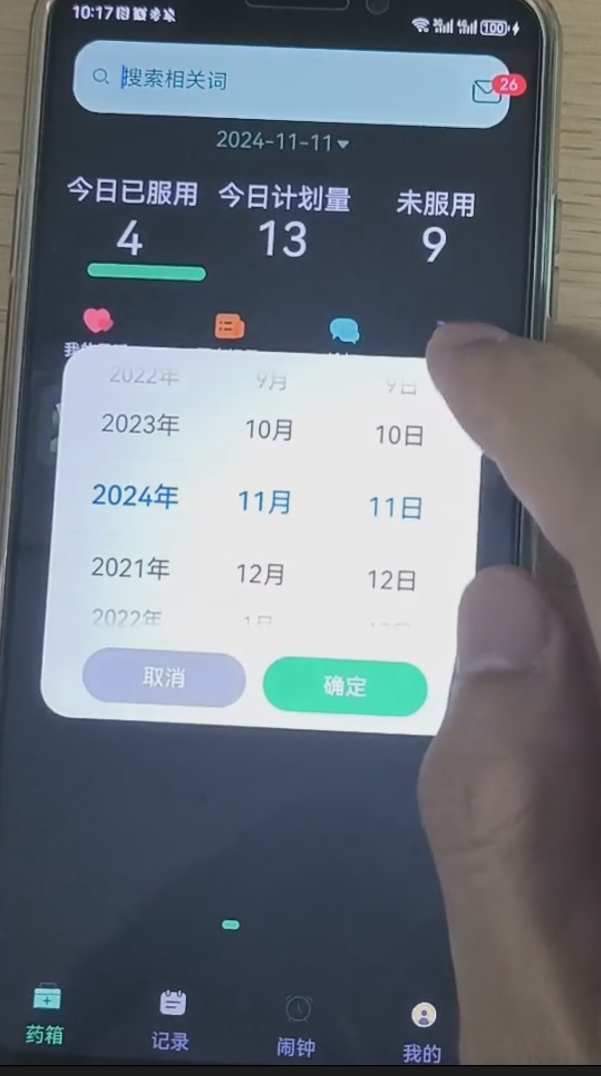 10:17
100
搜索相关词
26
2024-11-11
今日已服用 今日计划量 未服用
4 13 9
2022年 9月 9日
2023年 10月 10日
2024年 11月 11日
2021年 12月 12日
2022年 1月
取消 确定
药箱 记录 闹钟 我的